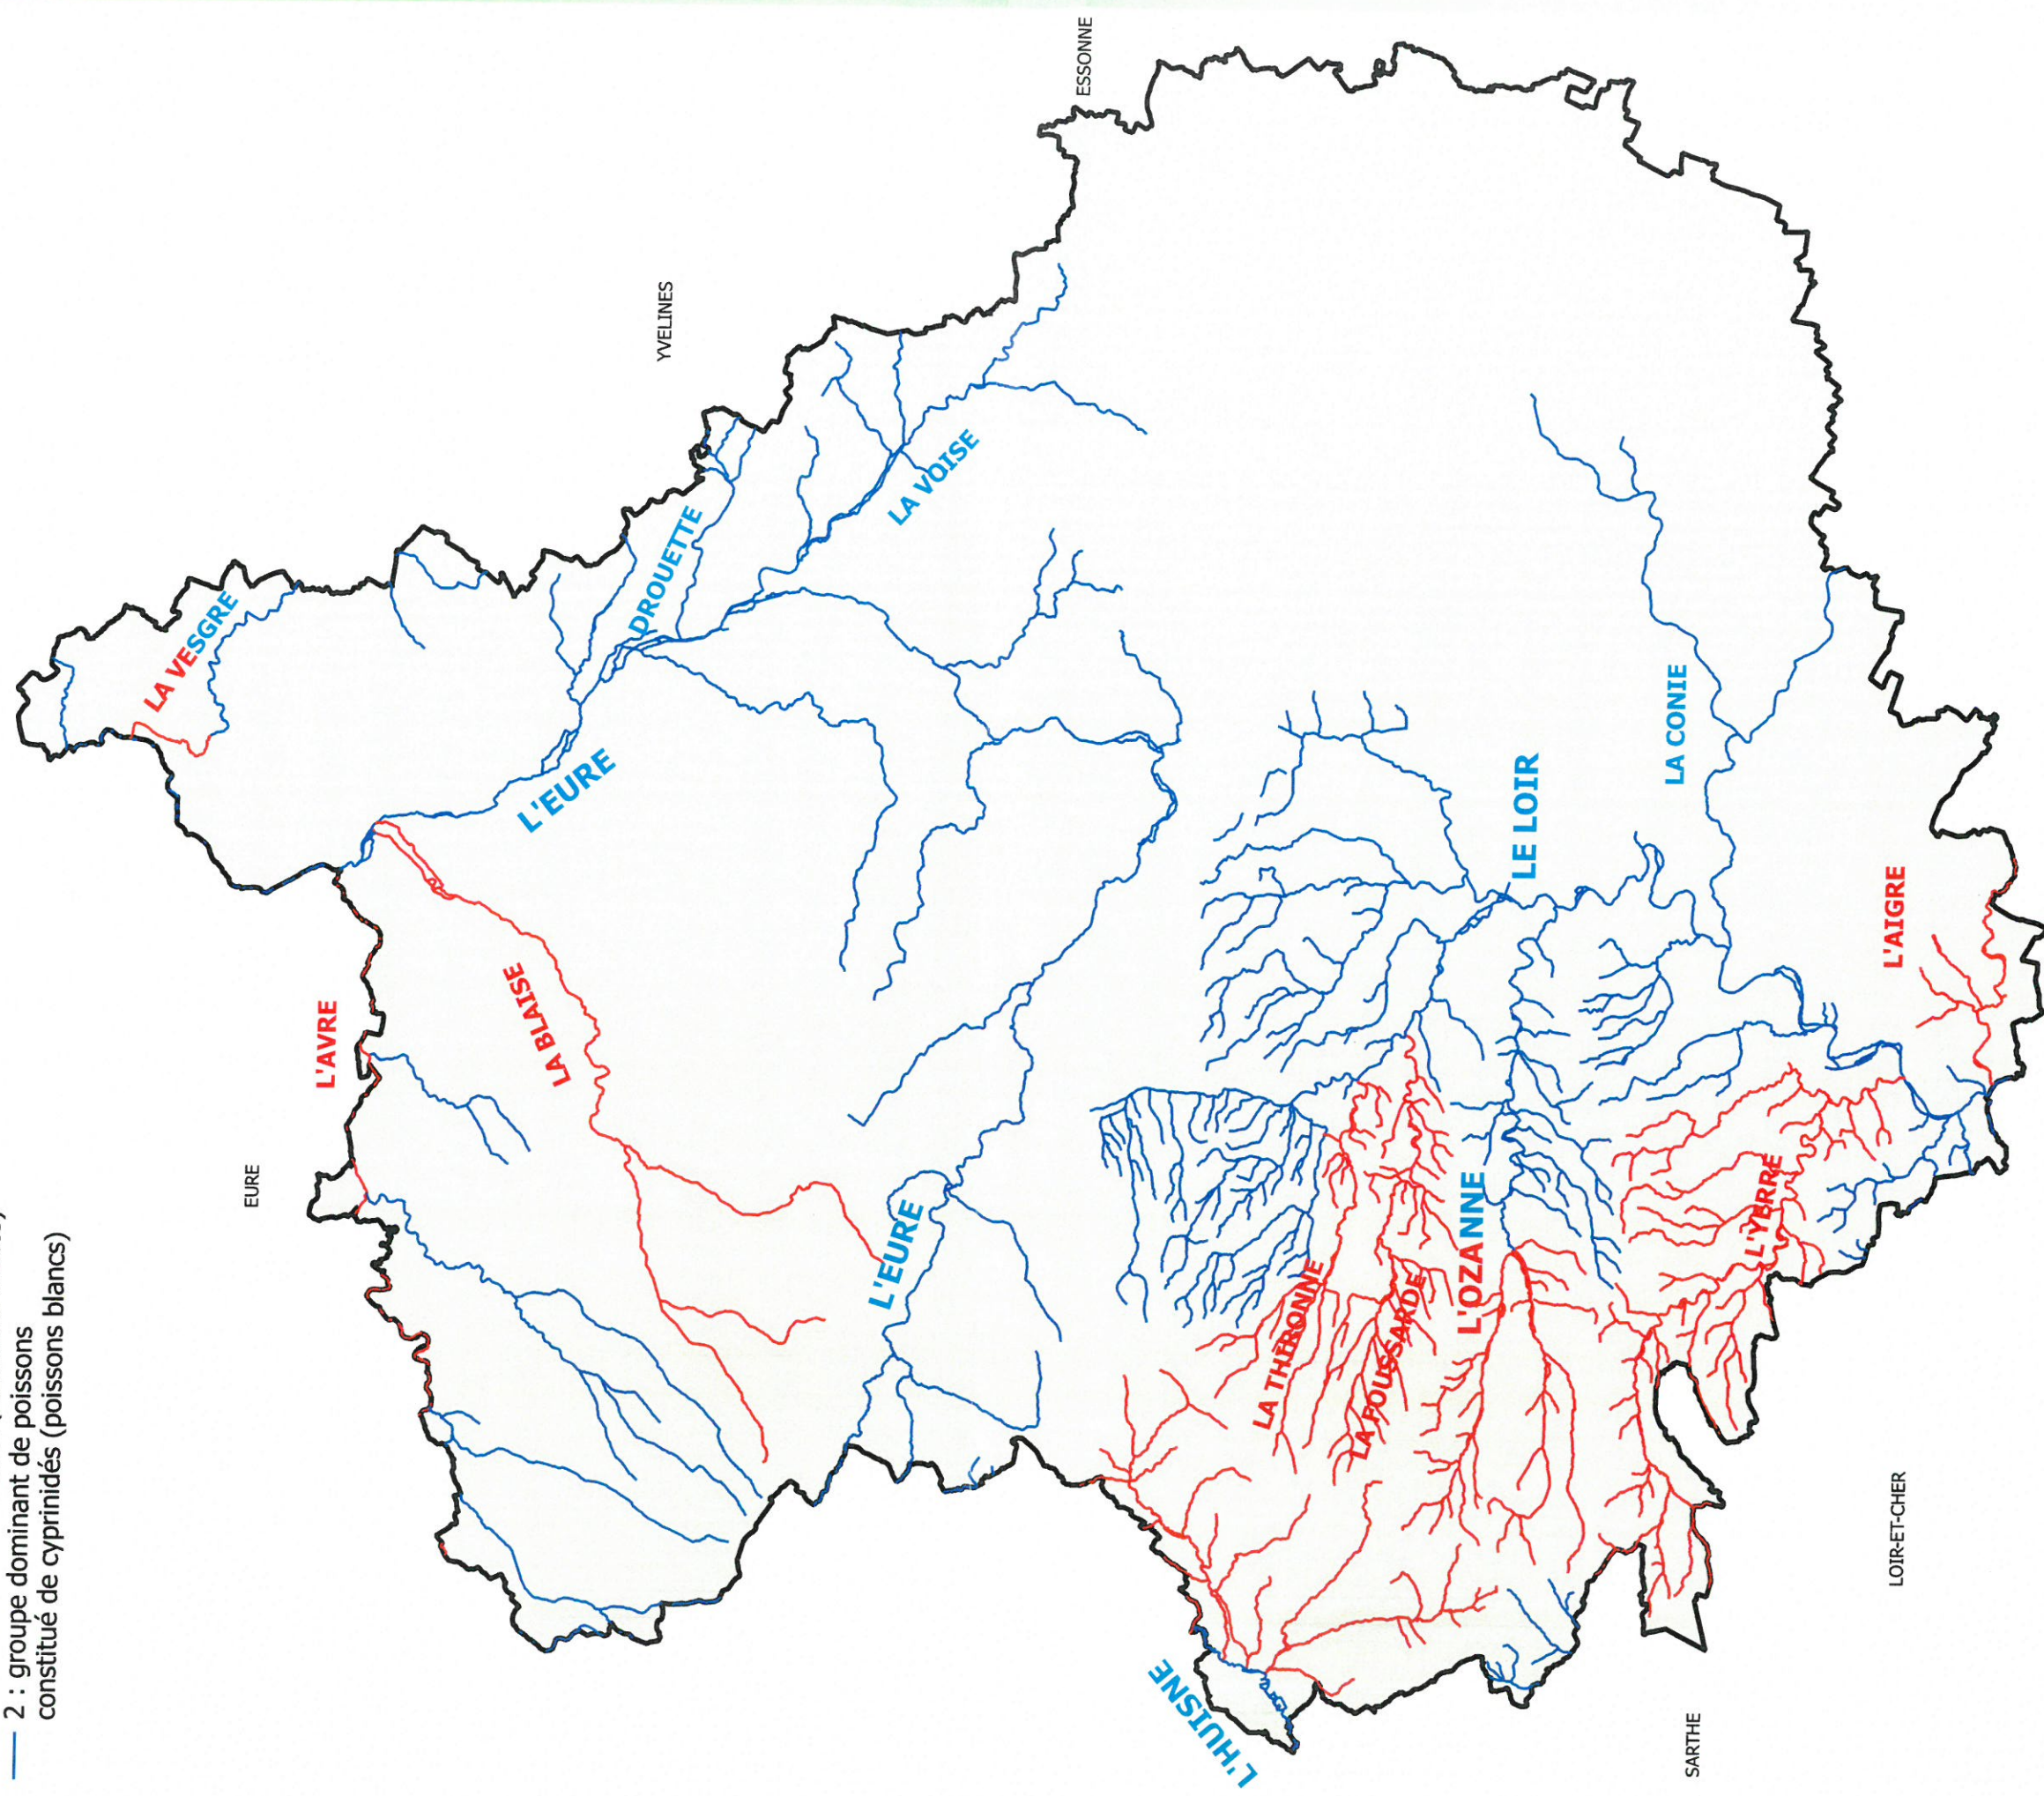 2 : groupe dominant de poissons
constitué de cyprinidés (poissons blancs)
EURE
L'AVRE
LA VESGRE
YVELINES
ESSONNE
LA BLAISE
L'EURE
DROUETTE
LA VOISE
L'EURE
L'HUISNE
LA THIRONNE
LA FOUSSARDE
L'OZANNE
LE LOIR
LA CONIE
L'YERRE
L'AIGRE
SARTHE
LOIR-ET-CHER